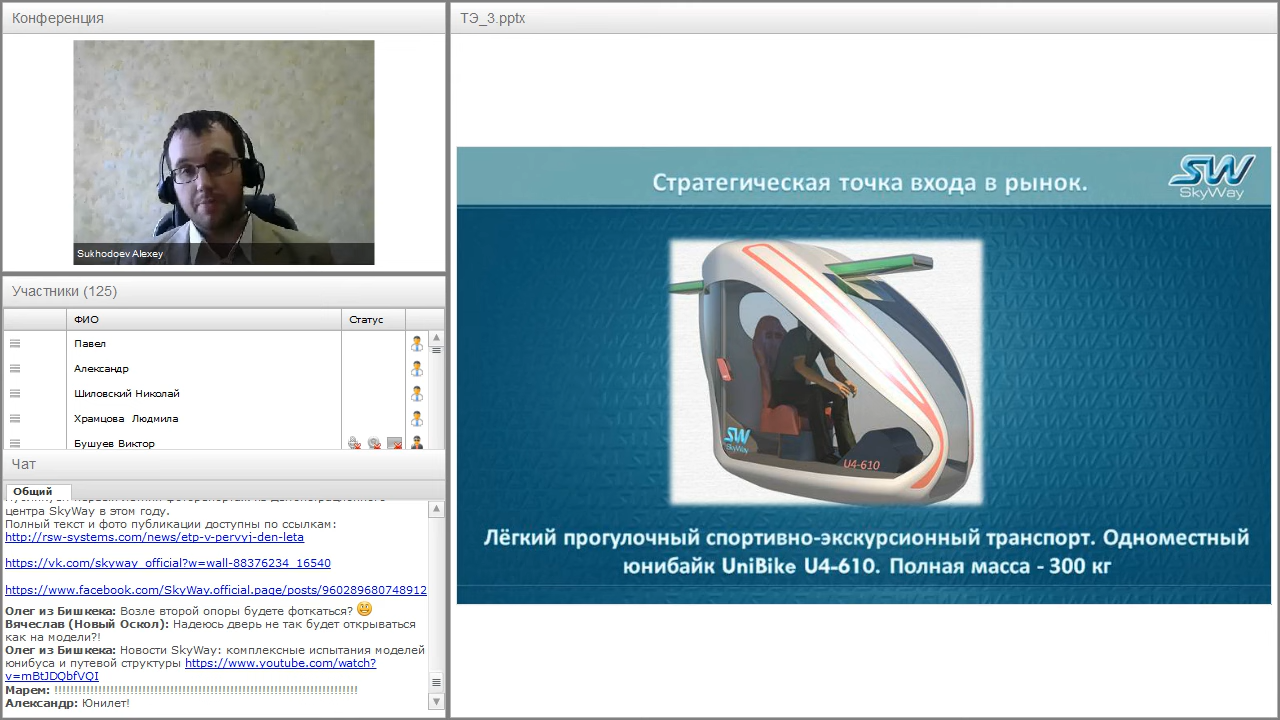 Конференция
Sukhodoev Alexey
Участники (125)
ФИО
Статус
Павел
Александр
Шиловский Николай
Храмцова Людмила
Бушуев Виктор
Чат
Общий
центра SkyWay в этом году.
Полный текст и фото публикации доступны по ссылкам:
http://rsw-systems.com/news/etp-v-pervyj-den-leta
https://vk.com/skyway_official?w=wall-88376234_16540
https://www.facebook.com/SkyWay.official.page/posts/960289680748912
Олег из Бишкека: Возле второй опоры будете фоткаться?
Вячеслав (Новый Оскол): Надеюсь дверь не так будет открываться
как на модели?!
Олег из Бишкека: Новости SkyWay: комплексные испытания моделей
юнибуса и путевой структуры https://www.youtube.com/watch?
v=mBtJDQbfVQI
Марем: !!!!!!!!!!!!!!!!!!!!!!!!!!!!!!!!!!!!!!!!!!!!!!!!!!!!!!!!!!!!!!!!!!!!!!!!!!!!
Александр: Юнилет!
ТЭ_3.pptx
Стратегическая точка входа в рынок.
SW
SkyWay
SW
SkyWay
U4-610
Лёгкий прогулочный спортивно-экскурсионный транспорт. Одноместный
юнибайк UniBike U4-610. Полная масса - 300 кг